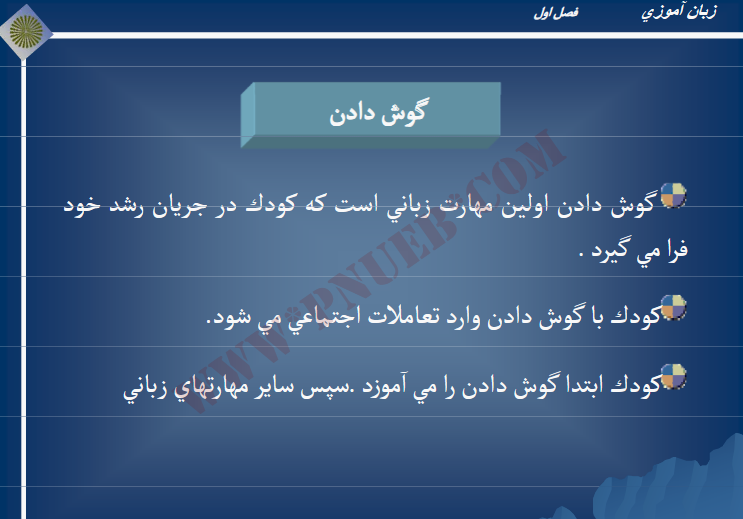 زبان آموزي
فصل اول
گوش دادن
گوش دادن اولين مهارت زباني است كه كودك در جريان رشد خود
فرا مي گيرد .
كودك با گوش دادن وارد تعاملات اجتماعي مي شود.
كودك ابتدا گوش دادن را مي آموزد .سپس ساير مهارتهاي زباني
WWW*PNUEB*COM